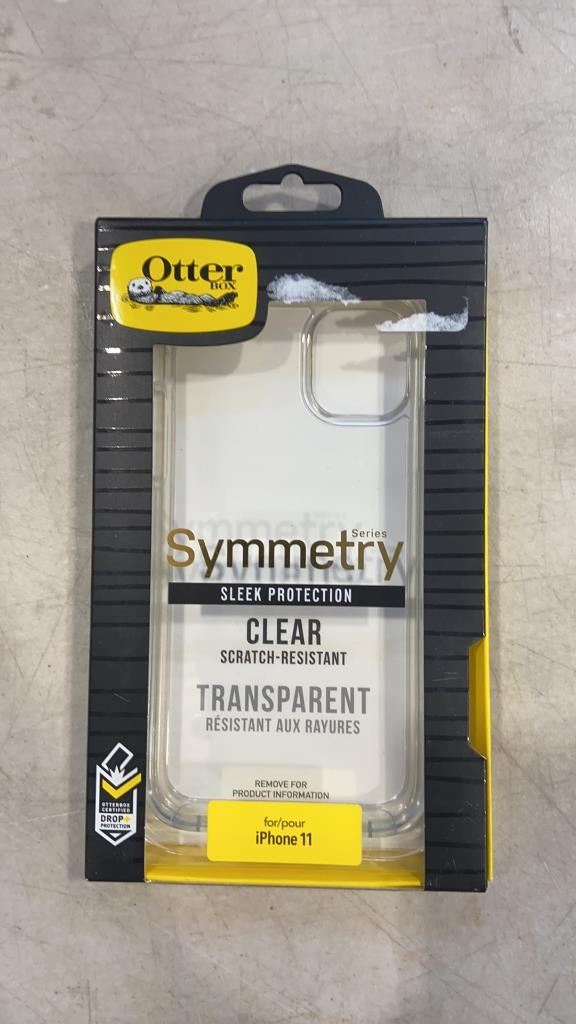 Otter
BOX
Series
Symmetry
SLEEK PROTECTION
CLEAR
SCRATCH-RESISTANT
TRANSPARENT
RÉSISTANT AUX RAYURES
REMOVE FOR
PRODUCT INFORMATION
for/pour
iPhone 11
OTTERBOX
CERTIFIED
DROP+
PROTECTION